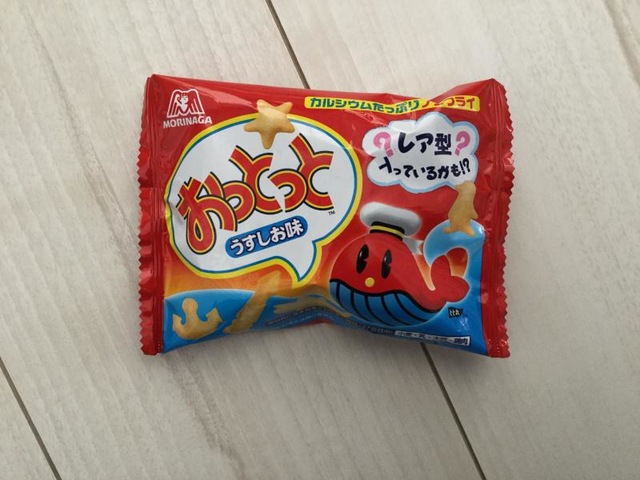 MORINAGA
カルシウムたっぷりノンフライ
?レア型?
入っているかも!?
おっとっと
™
うすしお味